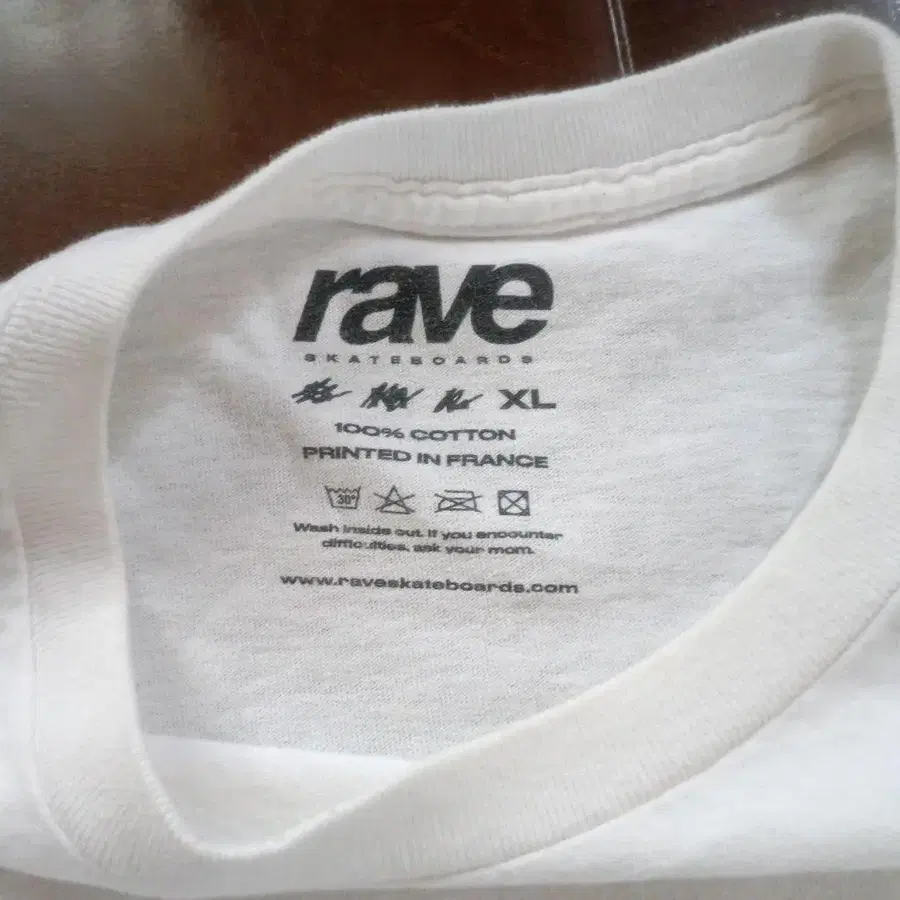 rave
SKATEBOARDS
XL
100% COTTON
PRINTED IN FRANCE
30°
Wash inside out. If you encounter
difficulties, ask your mom.
www.raveskateboards.com